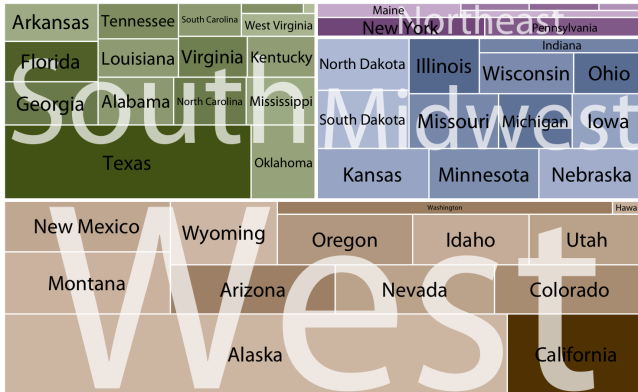 South
Arkansas
Tennessee
South Carolina
West Virginia
Florida
Louisiana
Virginia
Kentucky
Georgia
Alabama
North Carolina
Mississippi
Texas
Oklahoma
Northeast
Maine
New York
Pennsylvania
Midwest
North Dakota
Illinois
Indiana
Wisconsin
Ohio
South Dakota
Missouri
Michigan
Iowa
Kansas
Minnesota
Nebraska
West
New Mexico
Wyoming
Washington
Hawa
Oregon
Idaho
Utah
Montana
Arizona
Nevada
Colorado
Alaska
California